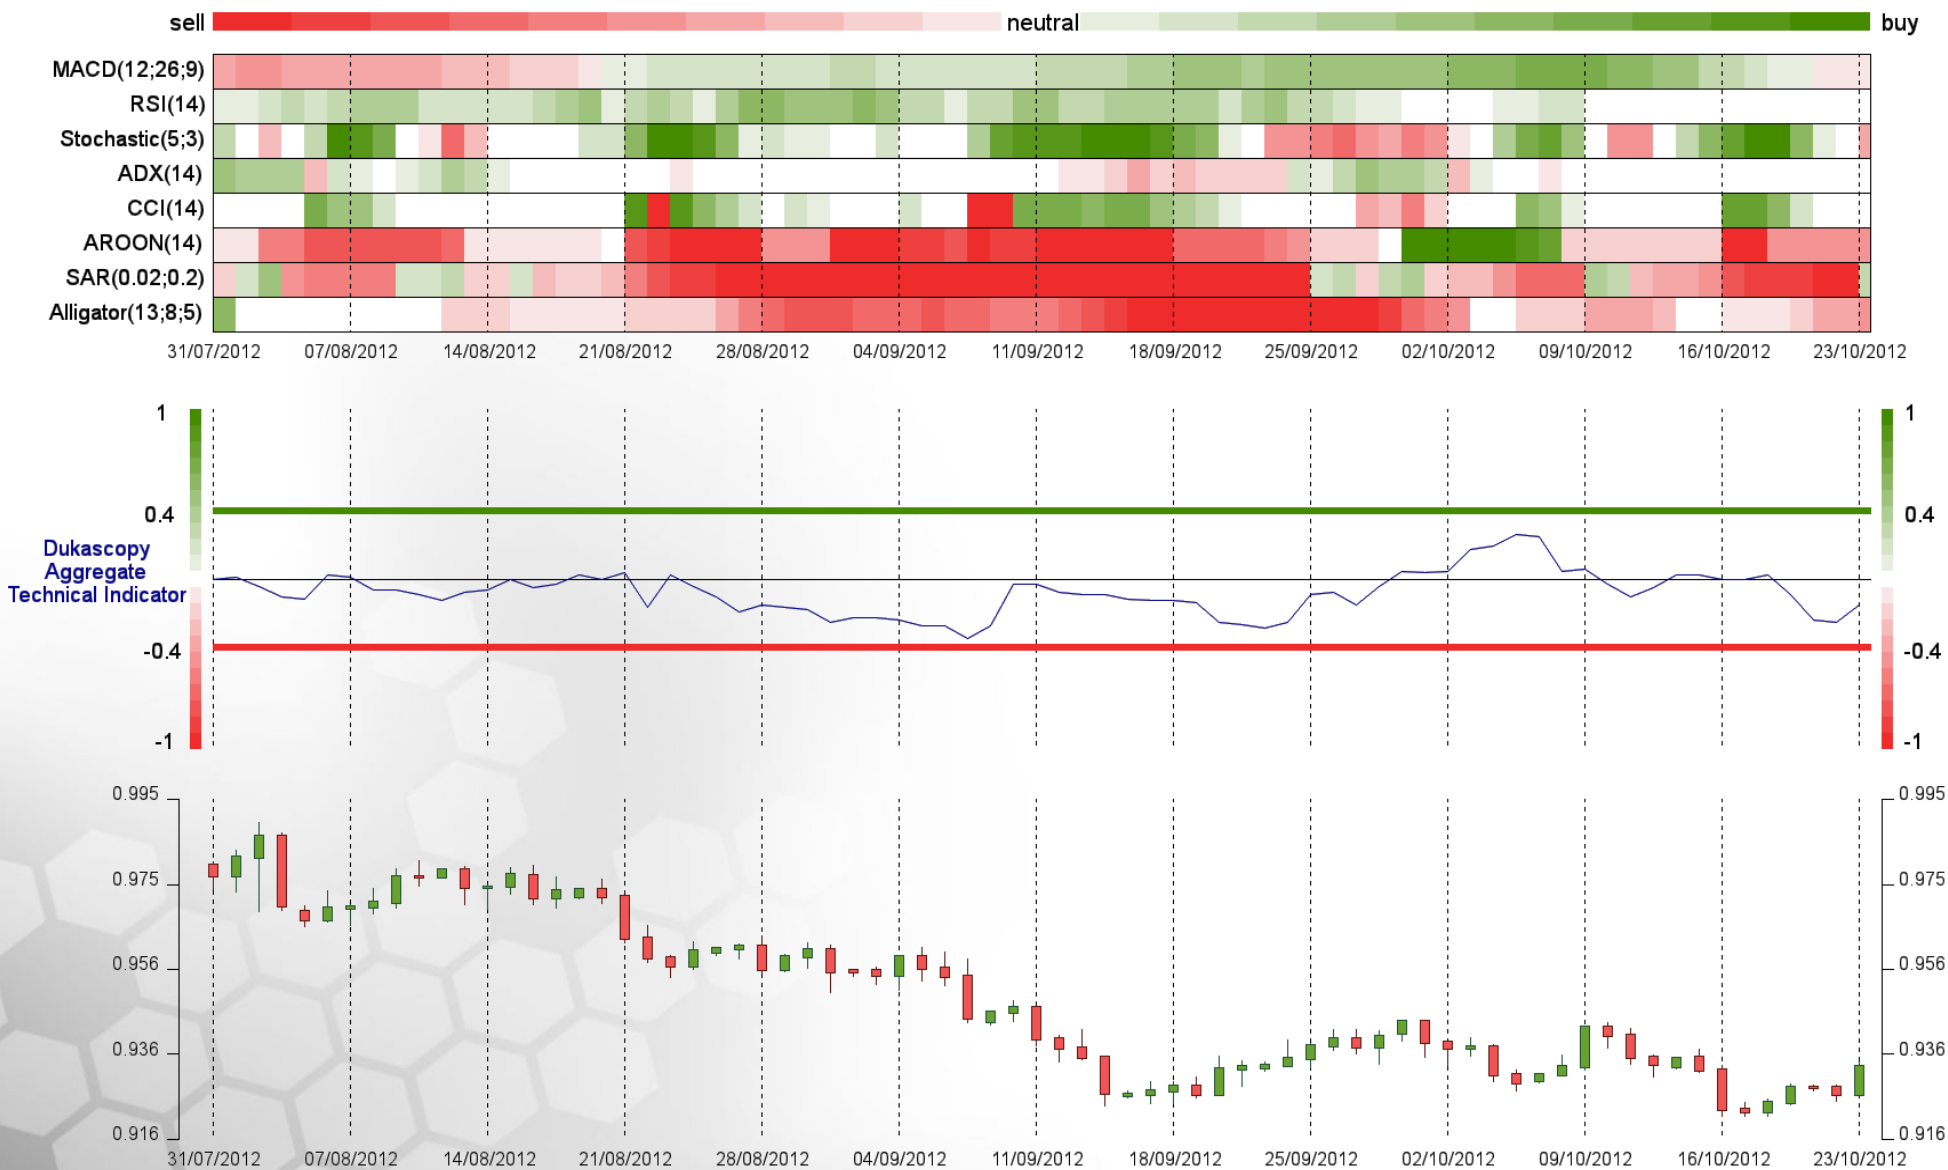 sell neutral buy
MACD(12;26;9)
RSI(14)
Stochastic(5;3)
ADX(14)
CCI(14)
AROON(14)
SAR(0.02;0.2)
Alligator(13;8;5)
31/07/2012 07/08/2012 14/08/2012 21/08/2012 28/08/2012 04/09/2012 11/09/2012 18/09/2012 25/09/2012 02/10/2012 09/10/2012 16/10/2012 23/10/2012
1 1
0.4 0.4
Dukascopy
Aggregate
Technical Indicator
-0.4 -0.4
-1 -1
0.995 0.995
0.975 0.975
0.956 0.956
0.936 0.936
0.916 0.916
31/07/2012 07/08/2012 14/08/2012 21/08/2012 28/08/2012 04/09/2012 11/09/2012 18/09/2012 25/09/2012 02/10/2012 09/10/2012 16/10/2012 23/10/2012